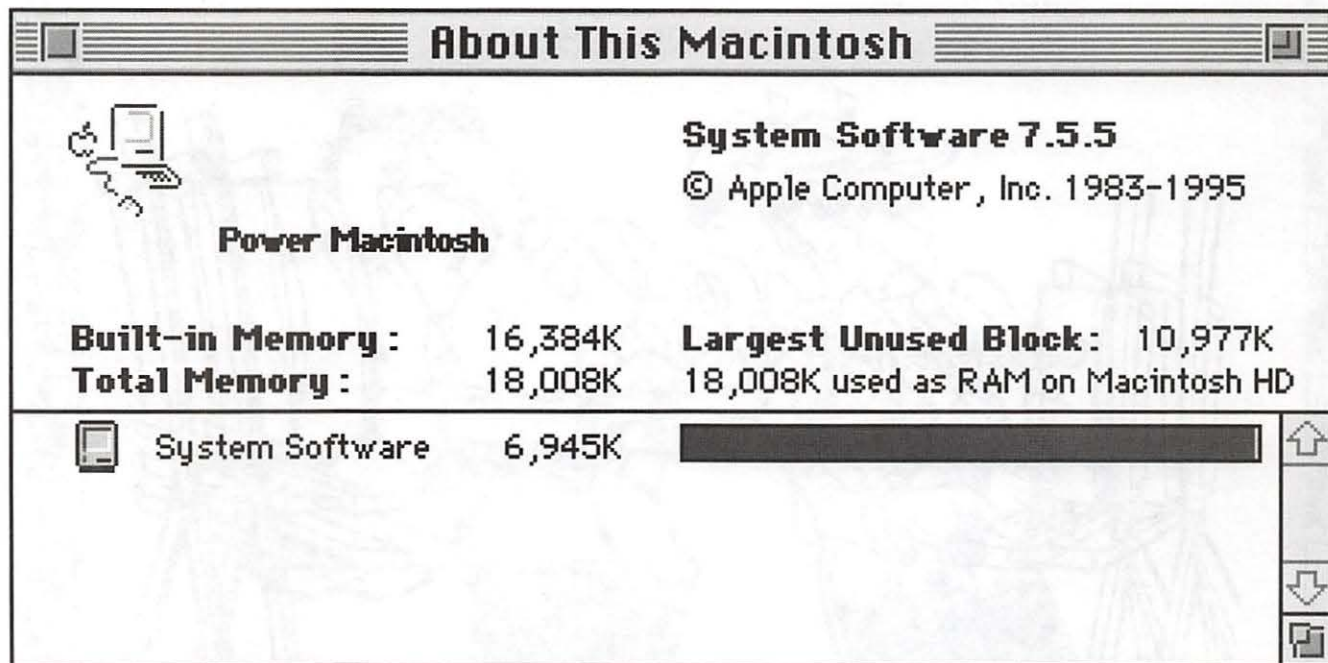 About This Macintosh
System Software 7.5.5
© Apple Computer, Inc. 1983-1995
Power Macintosh
Built-in Memory: 16,384K Largest Unused Block: 10,977K
Total Memory: 18,008K 18,008K used as RAM on Macintosh HD
System Software 6,945K